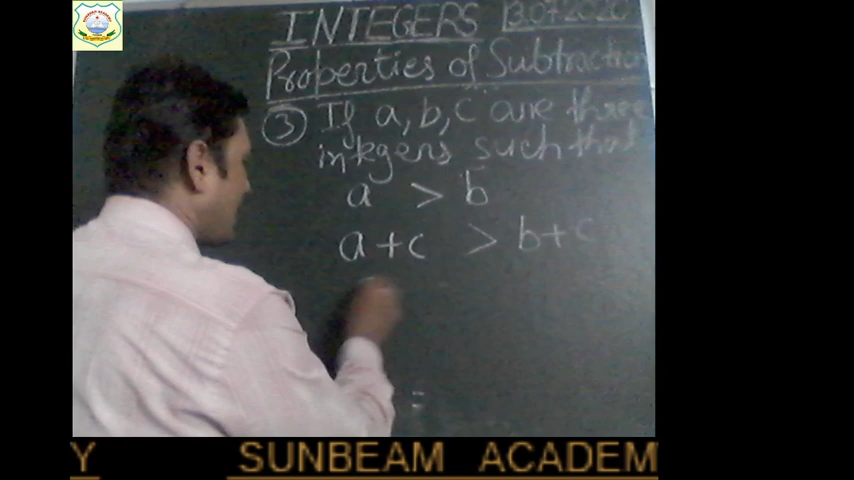 INTEGERS 13.07.2020
Properties of Subtraction
③ If a, b, c are three
integers such that
a > b
a+c > b+c
Y SUNBEAM ACADEM